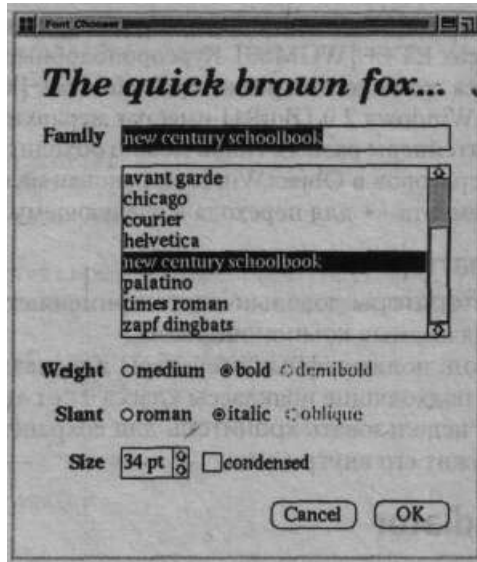 Font Chooser
The quick brown fox...
Family new century schoolbook
avant garde
chicago
courier
helvetica
new century schoolbook
palatino
times roman
zapf dingbats
Weight medium bold demibold
Slant roman italic oblique
Size 34 pt condensed
Cancel OK